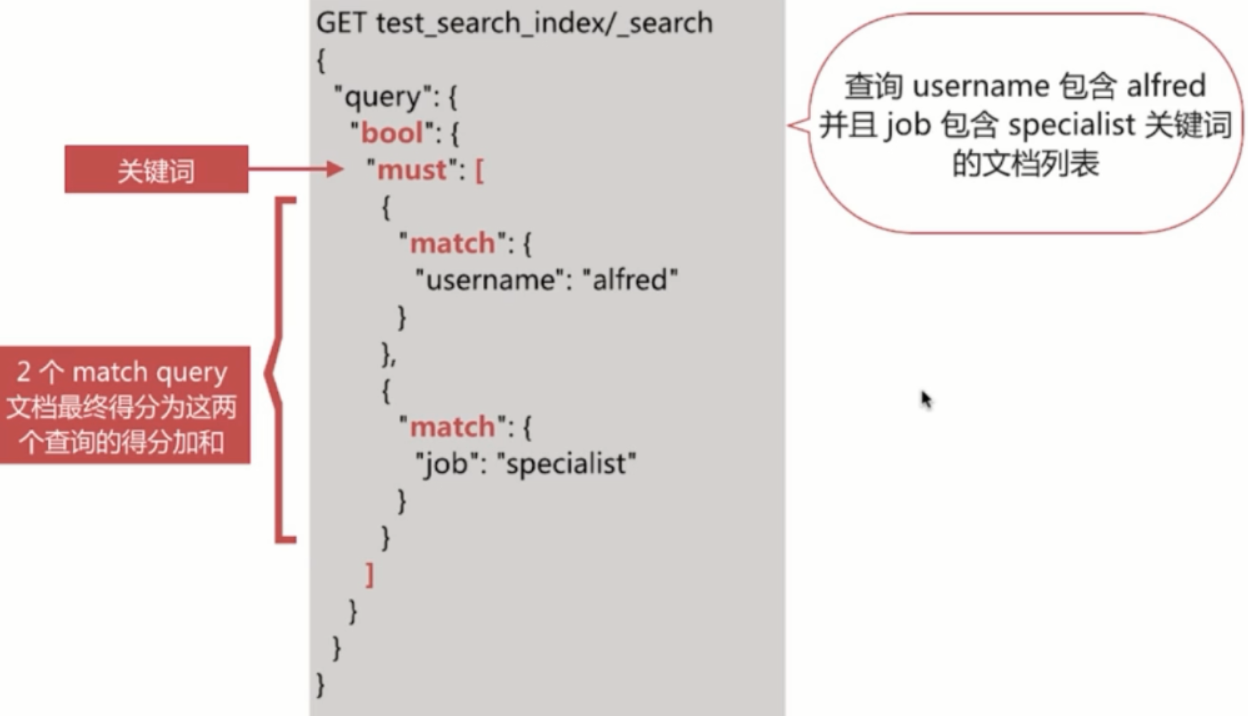 GET test_search_index/_search
{
"query": {
"bool": {
"must": [
{
"match": {
"username": "alfred"
}
},
{
"match": {
"job": "specialist"
}
}
]
}
}
}
关键词
2 个 match query
文档最终得分为这两
个查询的得分加和
查询 username 包含 alfred
并且 job 包含 specialist 关键词
的文档列表